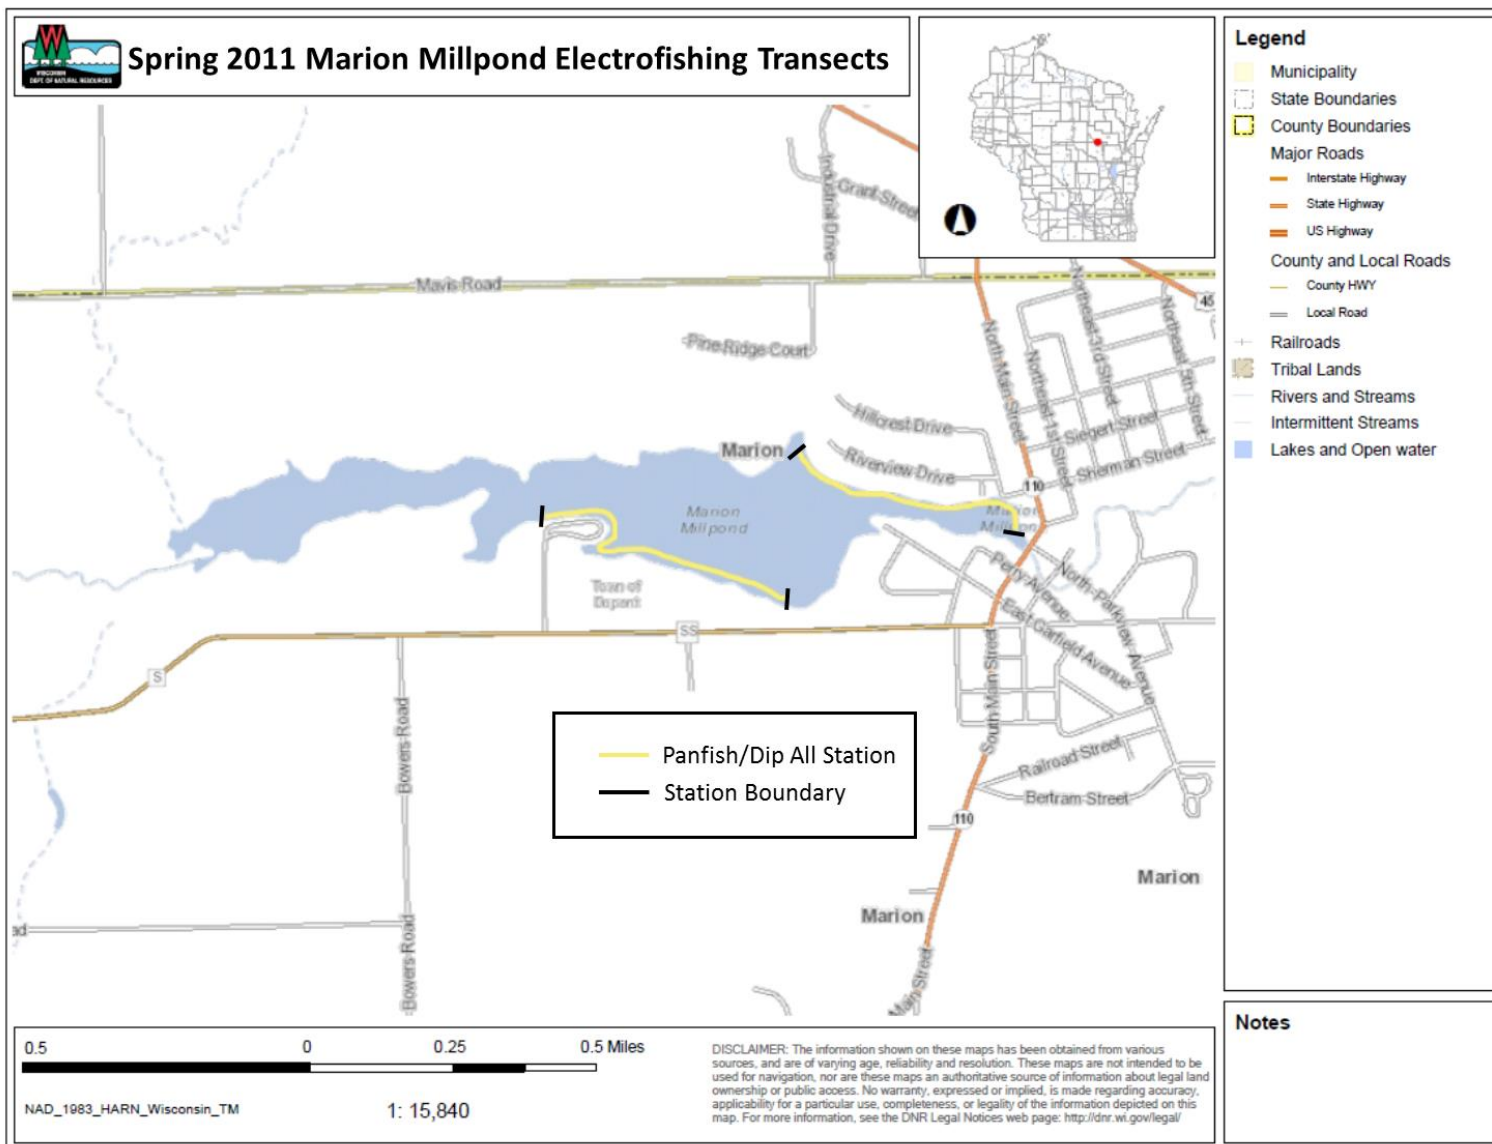 WISCONSIN
DEPT. OF NATURAL RESOURCES
Spring 2011 Marion Millpond Electrofishing Transects
Industrial Drive
Grant Street
Mavis Road
45
Pine Ridge Court
North Main Street
Northeast 1st Street
Northeast 3rd Street
Northeast 5th Street
Hillcrest Drive
Riverview Drive
Siegert Street
Sherman Street
Marion
110
Marion
Millpond
Marion
Town of
Dupont
Perry Avenue
North Parkview Avenue
East Garfield Avenue
SS
S
South Main Street
Bowers Road
Railroad Street
Bertram Street
110
Marion
Marion
Bowers Road
Main Street
Panfish/Dip All Station
Station Boundary
Legend
Municipality
State Boundaries
County Boundaries
Major Roads
Interstate Highway
State Highway
US Highway
County and Local Roads
County HWY
Local Road
Railroads
Tribal Lands
Rivers and Streams
Intermittent Streams
Lakes and Open water
Notes
0.5 0 0.25 0.5 Miles
NAD_1983_HARN_Wisconsin_TM
1: 15,840
DISCLAIMER: The information shown on these maps has been obtained from various
sources, and are of varying age, reliability and resolution. These maps are not intended to be
used for navigation, nor are these maps an authoritative source of information about legal land
ownership or public access. No warranty, expressed or implied, is made regarding accuracy,
applicability for a particular use, completeness, or legality of the information depicted on this
map. For more information, see the DNR Legal Notices web page: http://dnr.wi.gov/legal/